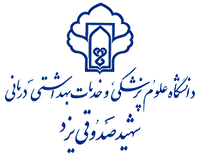 دانشگاه علوم پزشکی و خدمات بهداشتی درمانی
شهید صدوقی یزد